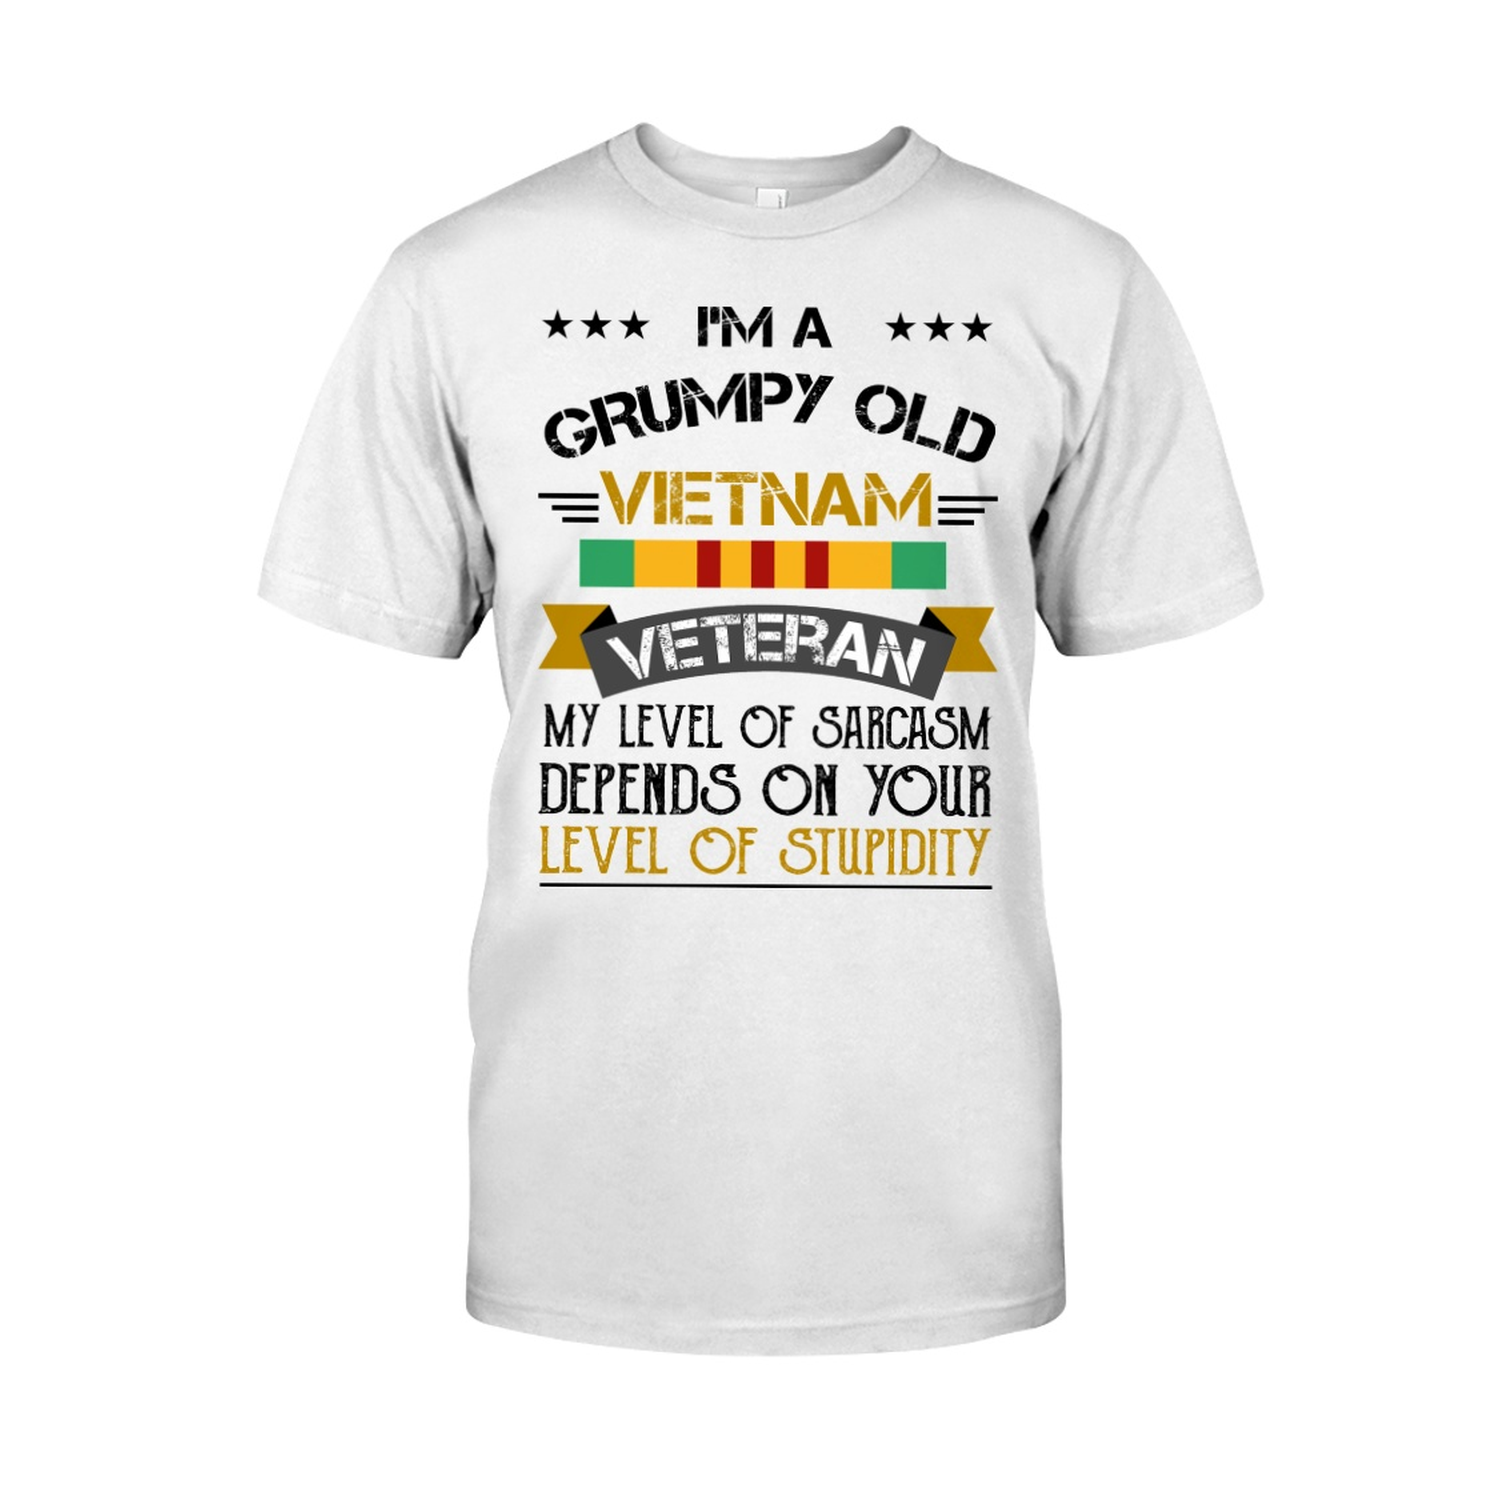 I'M A
GRUMPY OLD
VIETNAM
VETERAN
MY LEVEL OF SARCASM
DEPENDS ON YOUR
LEVEL OF STUPIDITY